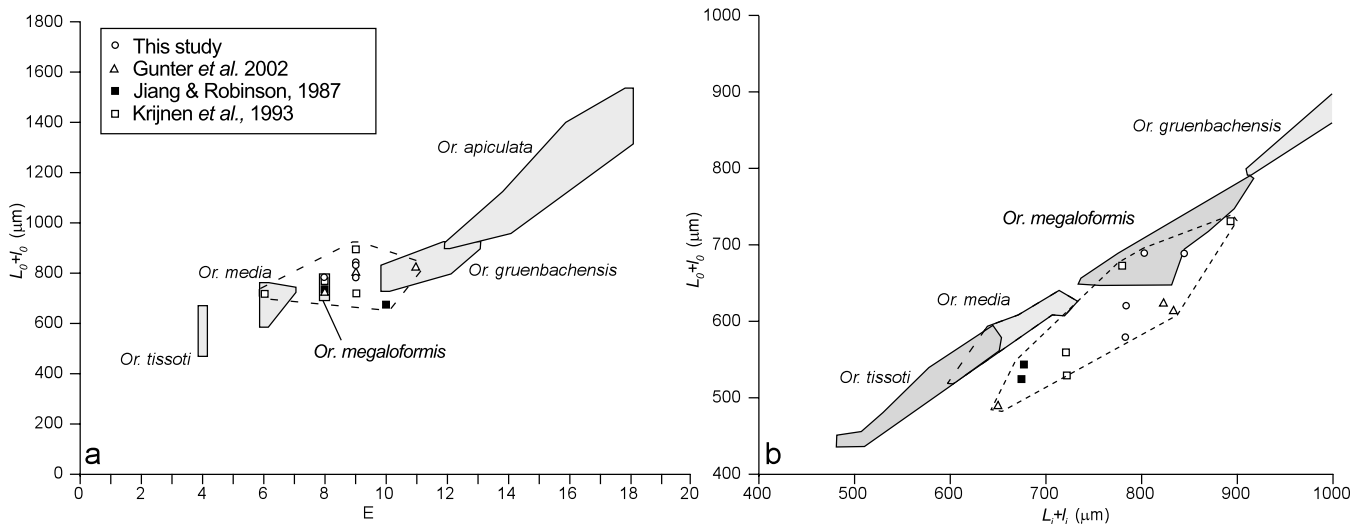 1800
1600
1400
1200
1000
800
600
400
200
0
L0+l0 (μm)
This study
Gunter et al. 2002
Jiang & Robinson, 1987
Krijnen et al., 1993
Or. apiculata
Or. media
Or. gruenbachensis
Or. megaloformis
Or. tissoti
a
0 2 4 6 8 10 12 14 16 18 20
E
1000
900
800
700
600
500
400
L0+l0 (μm)
Or. gruenbachensis
Or. megaloformis
Or. media
Or. tissoti
b
400 500 600 700 800 900 1000
Li+li (μm)